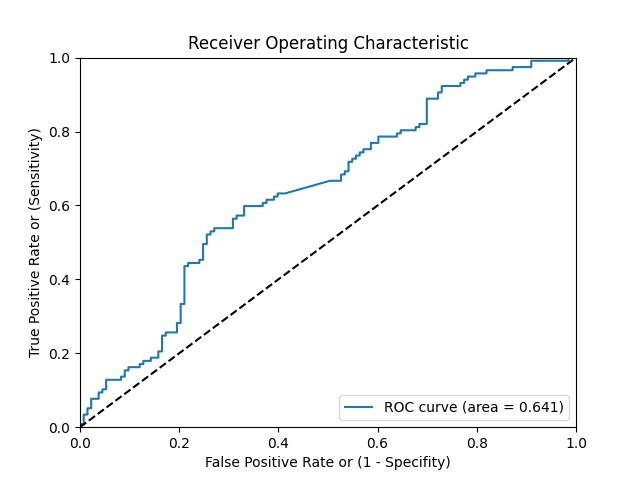 Receiver Operating Characteristic
True Positive Rate or (Sensitivity)
1.0
0.8
0.6
0.4
0.2
0.0
ROC curve (area = 0.641)
0.0 0.2 0.4 0.6 0.8 1.0
False Positive Rate or (1 - Specifity)